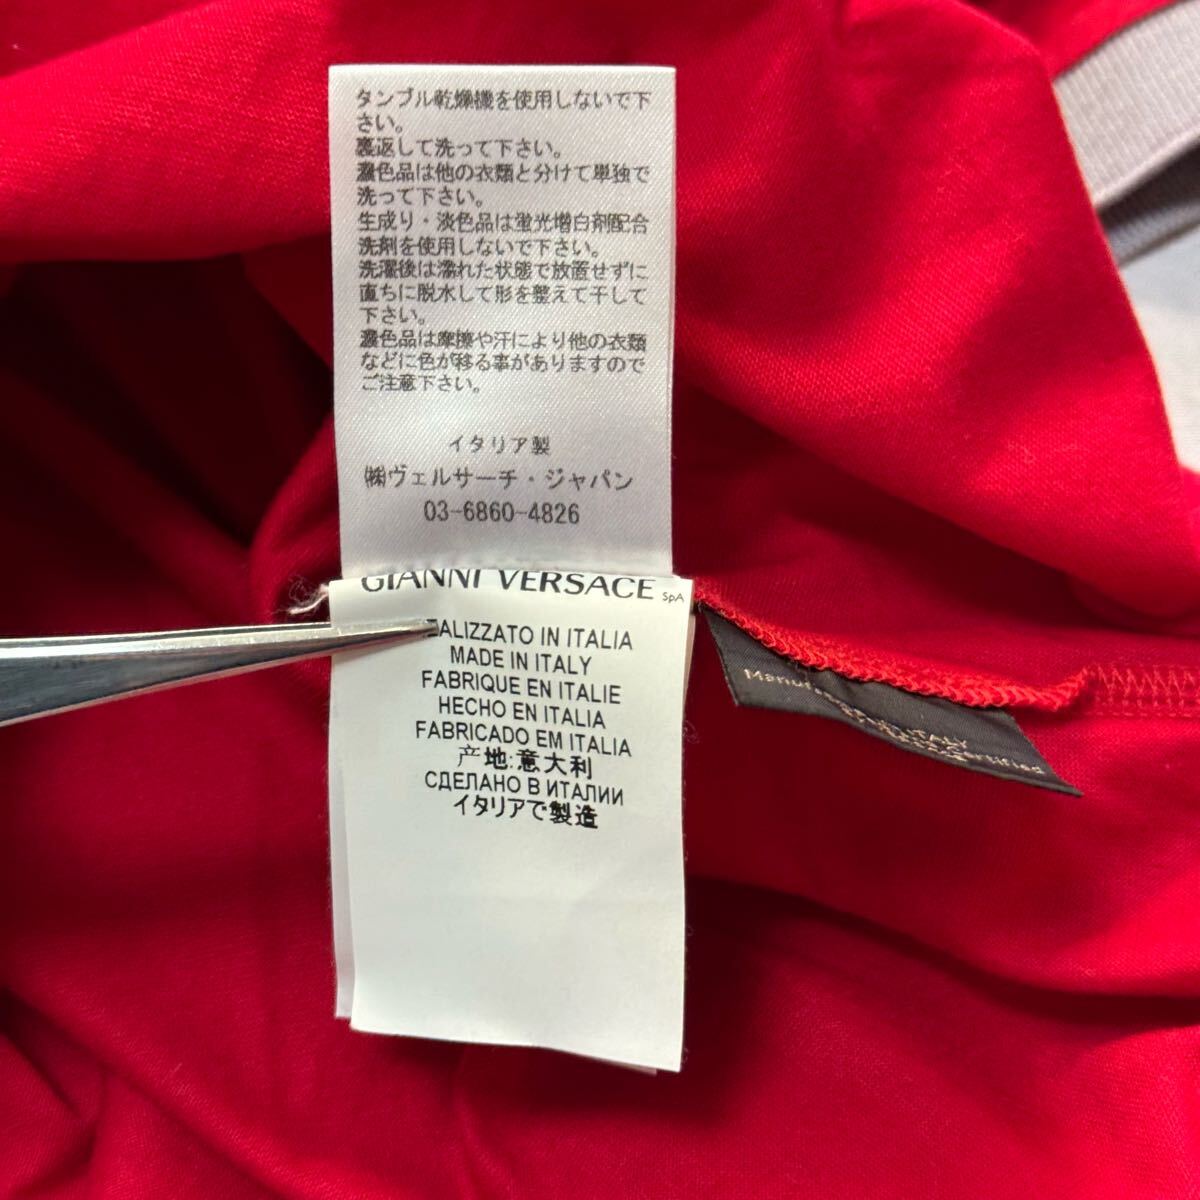 タンブル乾燥機を使用しないで下
さい。
裏返して洗って下さい。
濃色品は他の衣類と分けて単独で
洗って下さい。
生成り・淡色品は蛍光増白剤配合
洗剤を使用しないで下さい。
洗濯後は濡れた状態で放置せずに
直ちに脱水して形を整えて干して
下さい。
濃色品は摩擦や汗により他の衣類
などに色が移る事がありますので
ご注意下さい。
イタリア製
㈱ヴェルサーチ・ジャパン
03-6860-4826
GIANNI VERSACE SpA
EALIZZATO IN ITALIA
MADE IN ITALY
FABRIQUE EN ITALIE
HECHO EN ITALIA
FABRICADO EM ITALIA
产地:意大利
СДЕЛАНО В ИТАЛИИ
イタリアで製造
ITALY
Certified